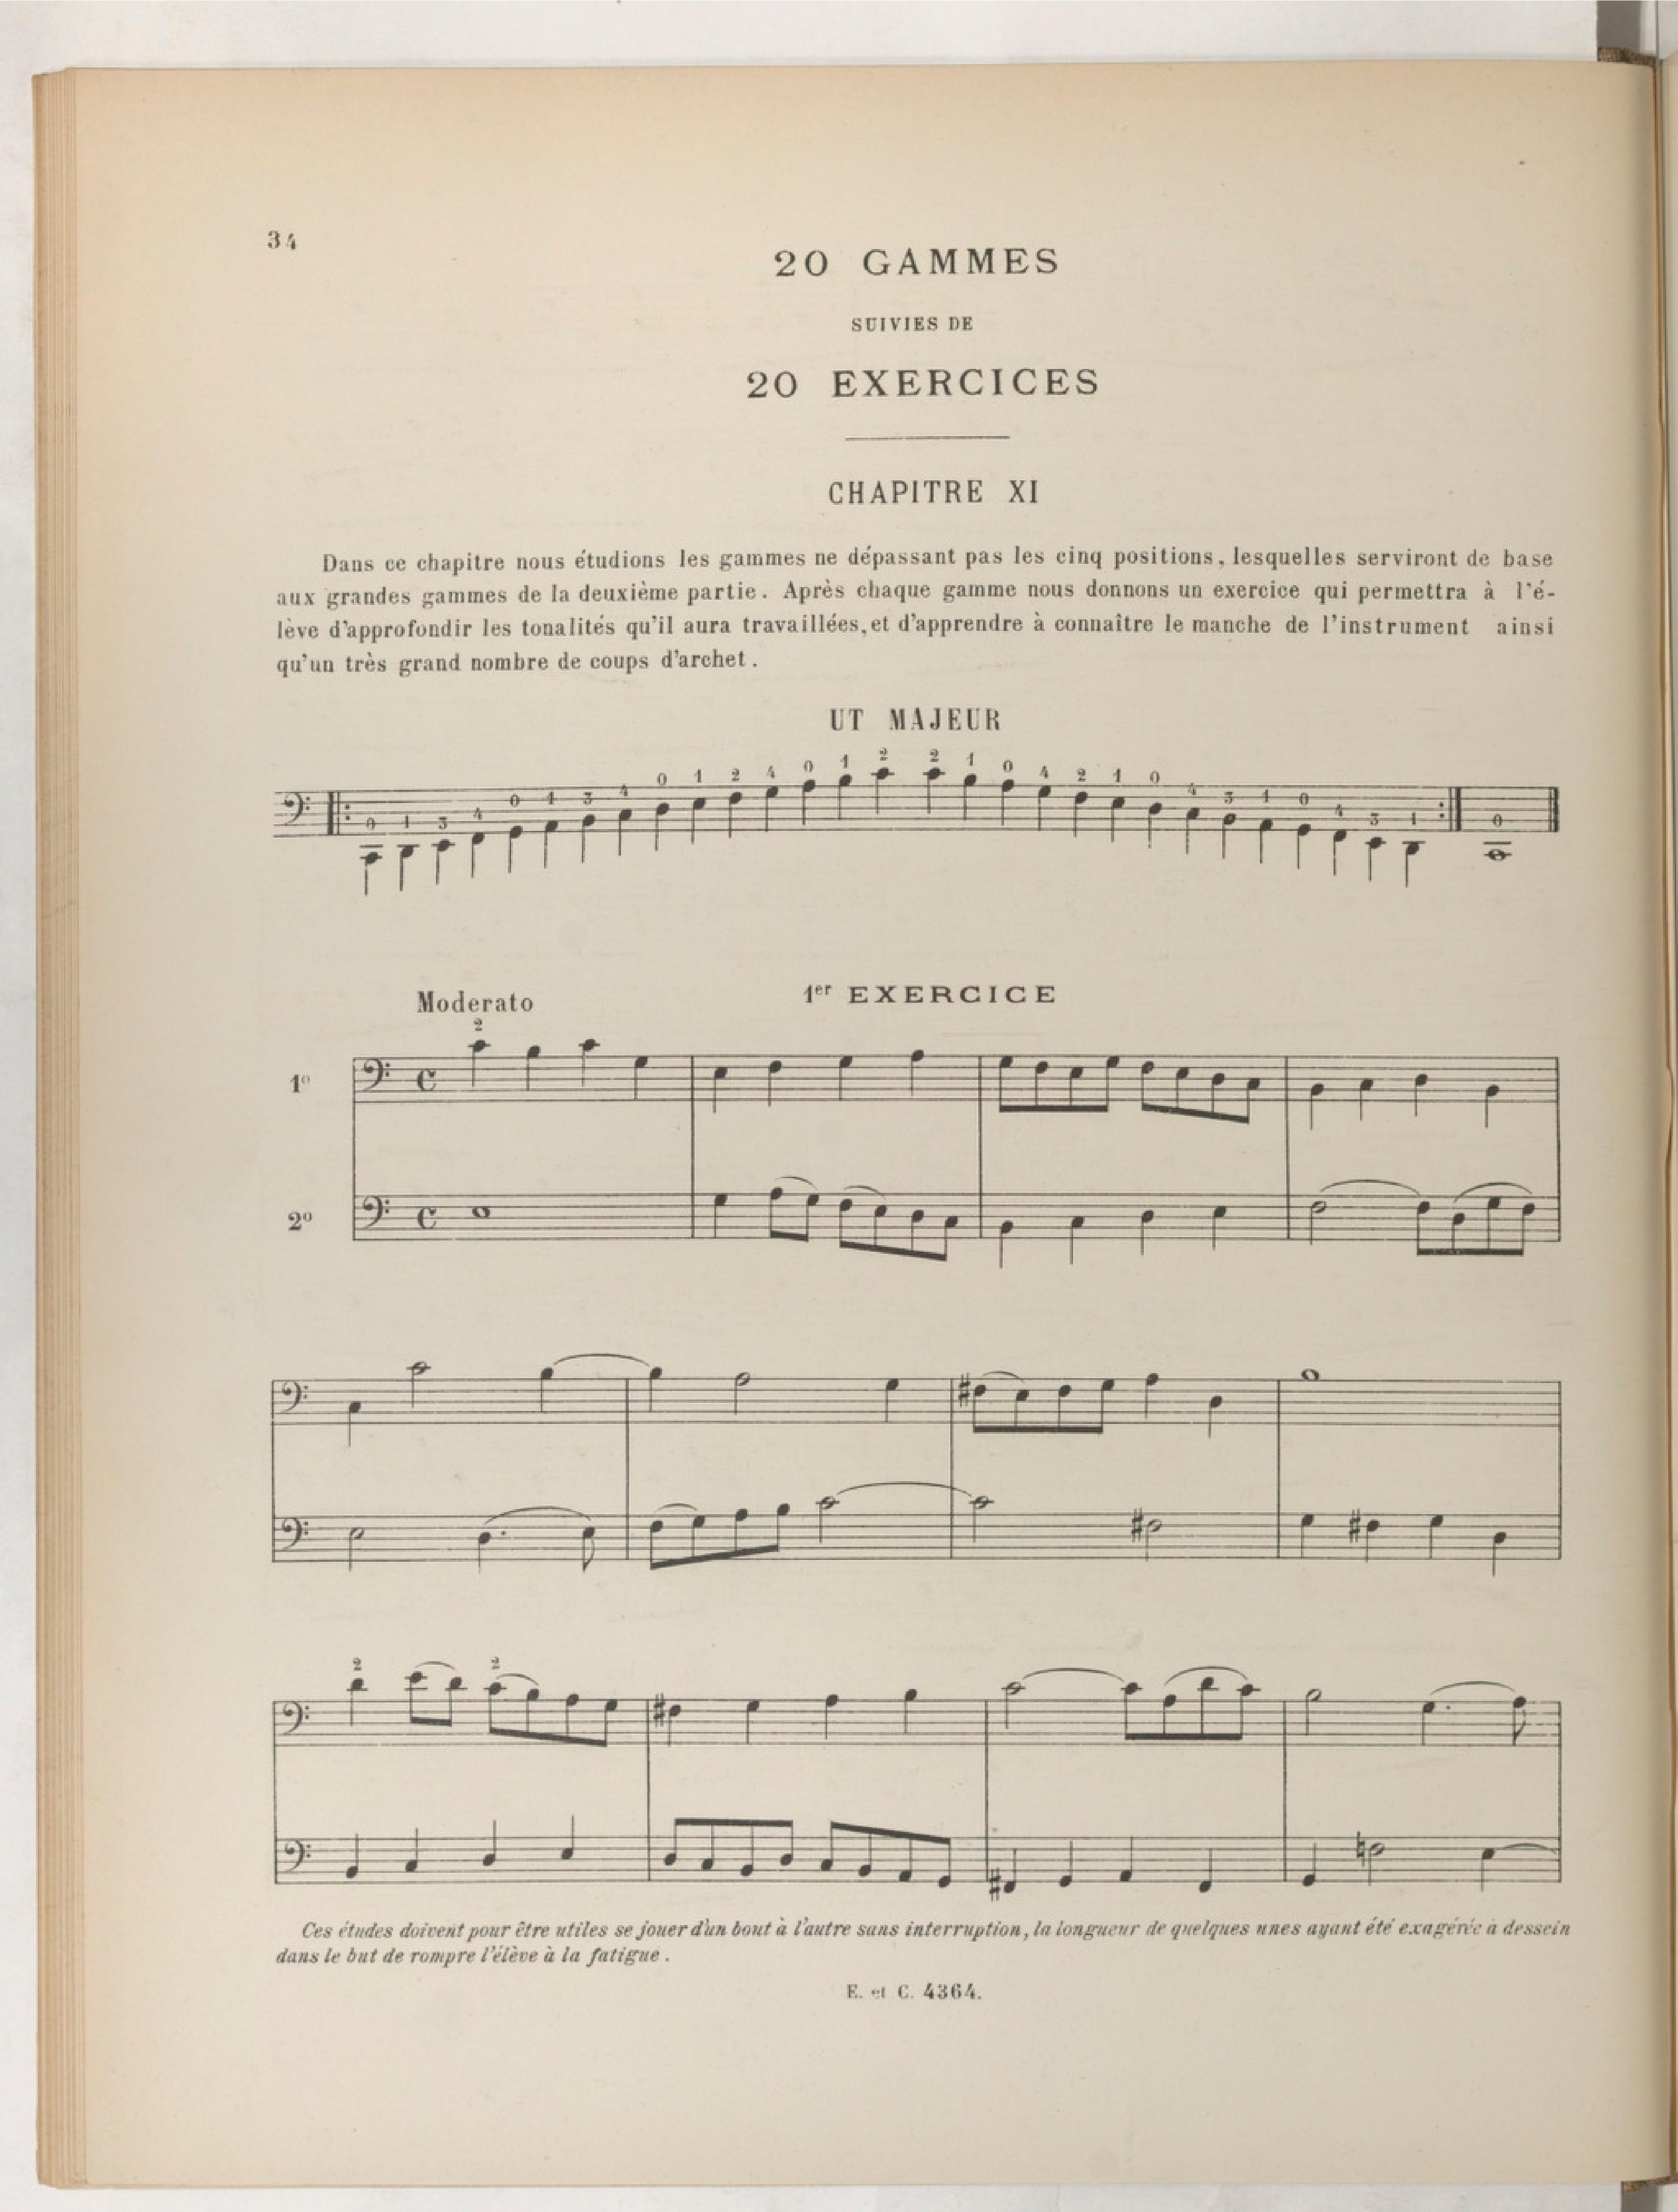 34
20 GAMMES
SUIVIES DE
20 EXERCICES
CHAPITRE XI
Dans ce chapitre nous étudions les gammes ne dépassant pas les cinq positions, lesquelles serviront de base
aux grandes gammes de la deuxième partie. Après chaque gamme nous donnons un exercice qui permettra à l'é-
lève d'approfondir les tonalités qu'il aura travaillées, et d'apprendre à connaître le manche de l'instrument ainsi
qu'un très grand nombre de coups d'archet.
UT MAJEUR
0 1 3 4 0 1 3 4 0 1 2 4 0 1 2 2 1 0 4 2 1 0 4 3 1 0 4 3 1 0
1er EXERCICE
Moderato
2
1º
2º
2 2
Ces études doivent pour être utiles se jouer d'un bout à l'autre sans interruption, la longueur de quelques unes ayant été exagérée à dessein
dans le but de rompre l'élève à la fatigue.
E. et C. 4364.